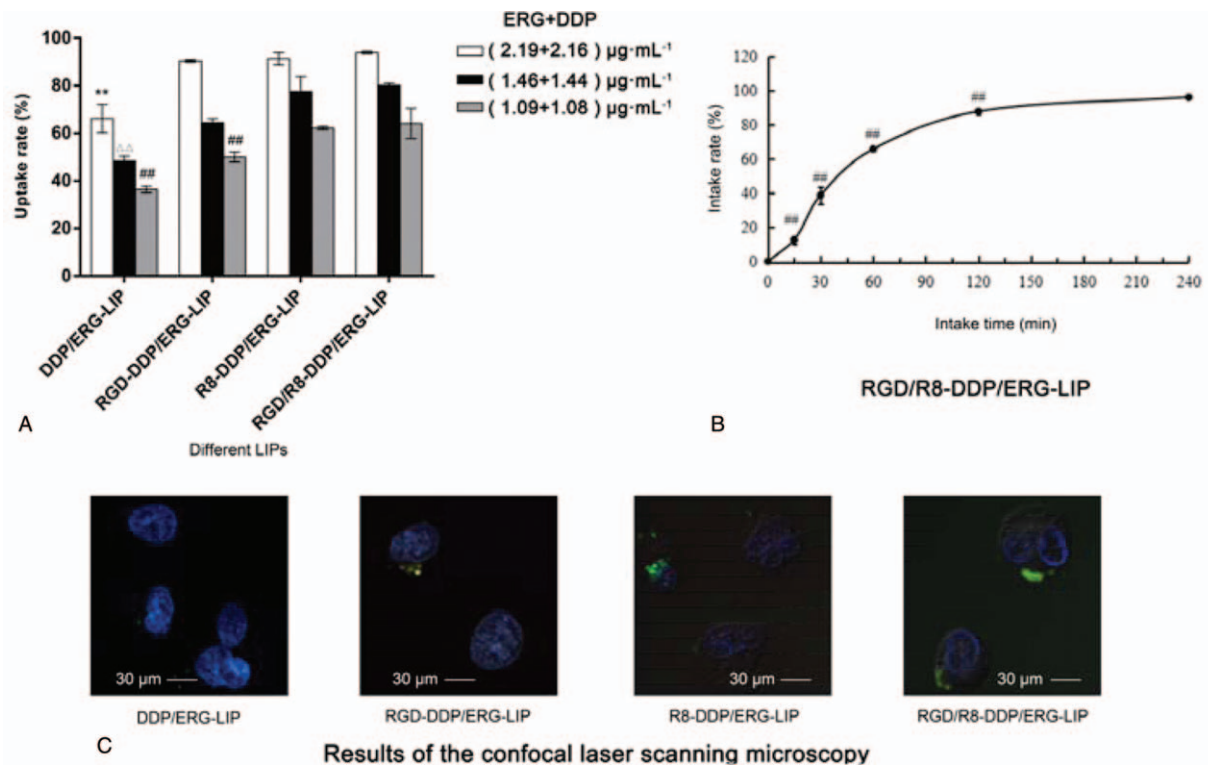 ERG+DDP
( 2.19+2.16 ) µg·mL⁻¹
( 1.46+1.44 ) µg·mL⁻¹
( 1.09+1.08 ) µg·mL⁻¹
Uptake rate (%)
100
80
60
40
20
0
**
△△
##
##
DDP/ERG-LIP
RGD-DDP/ERG-LIP
R8-DDP/ERG-LIP
RGD/R8-DDP/ERG-LIP
Different LIPs
A
Intake rate (%)
120
100
80
60
40
20
0
##
##
##
##
0 30 60 90 120 150 180 210 240
Intake time (min)
RGD/R8-DDP/ERG-LIP
B
30 µm
30 µm
30 µm
30 µm
DDP/ERG-LIP
RGD-DDP/ERG-LIP
R8-DDP/ERG-LIP
RGD/R8-DDP/ERG-LIP
C
Results of the confocal laser scanning microscopy